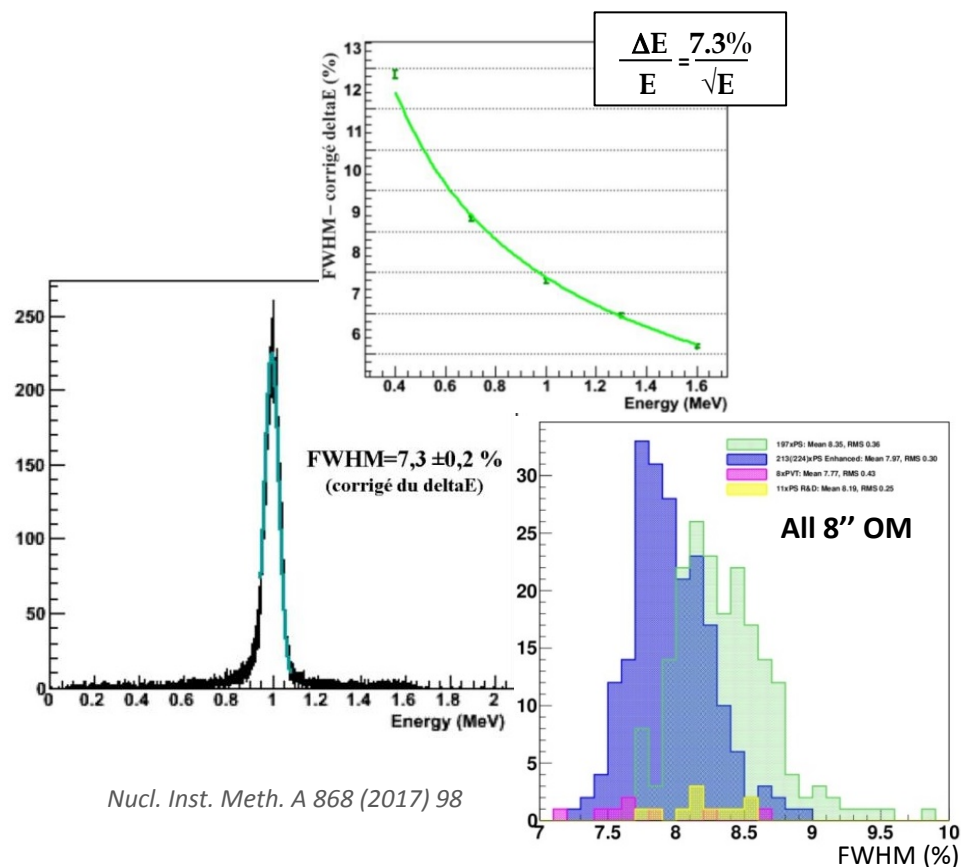 ΔE/E = 7.3%/√E
FWHM – corrigé deltaE (%)
13
12
11
10
9
8
7
6
0.4 0.6 0.8 1 1.2 1.4 1.6
Energy (MeV)
250
200
150
100
50
0
FWHM=7,3 ±0,2 %
(corrigé du deltaE)
0 0.2 0.4 0.6 0.8 1 1.2 1.4 1.6 1.8 2
Energy (MeV)
197xPS: Mean 8.35, RMS 0.36
213(224)xPS Enhanced: Mean 7.97, RMS 0.30
8xPVT: Mean 7.77, RMS 0.43
11xPS R&D: Mean 8.19, RMS 0.25
All 8’’ OM
30
25
20
15
10
5
0
7 7.5 8 8.5 9 9.5 10
FWHM (%)
Nucl. Inst. Meth. A 868 (2017) 98